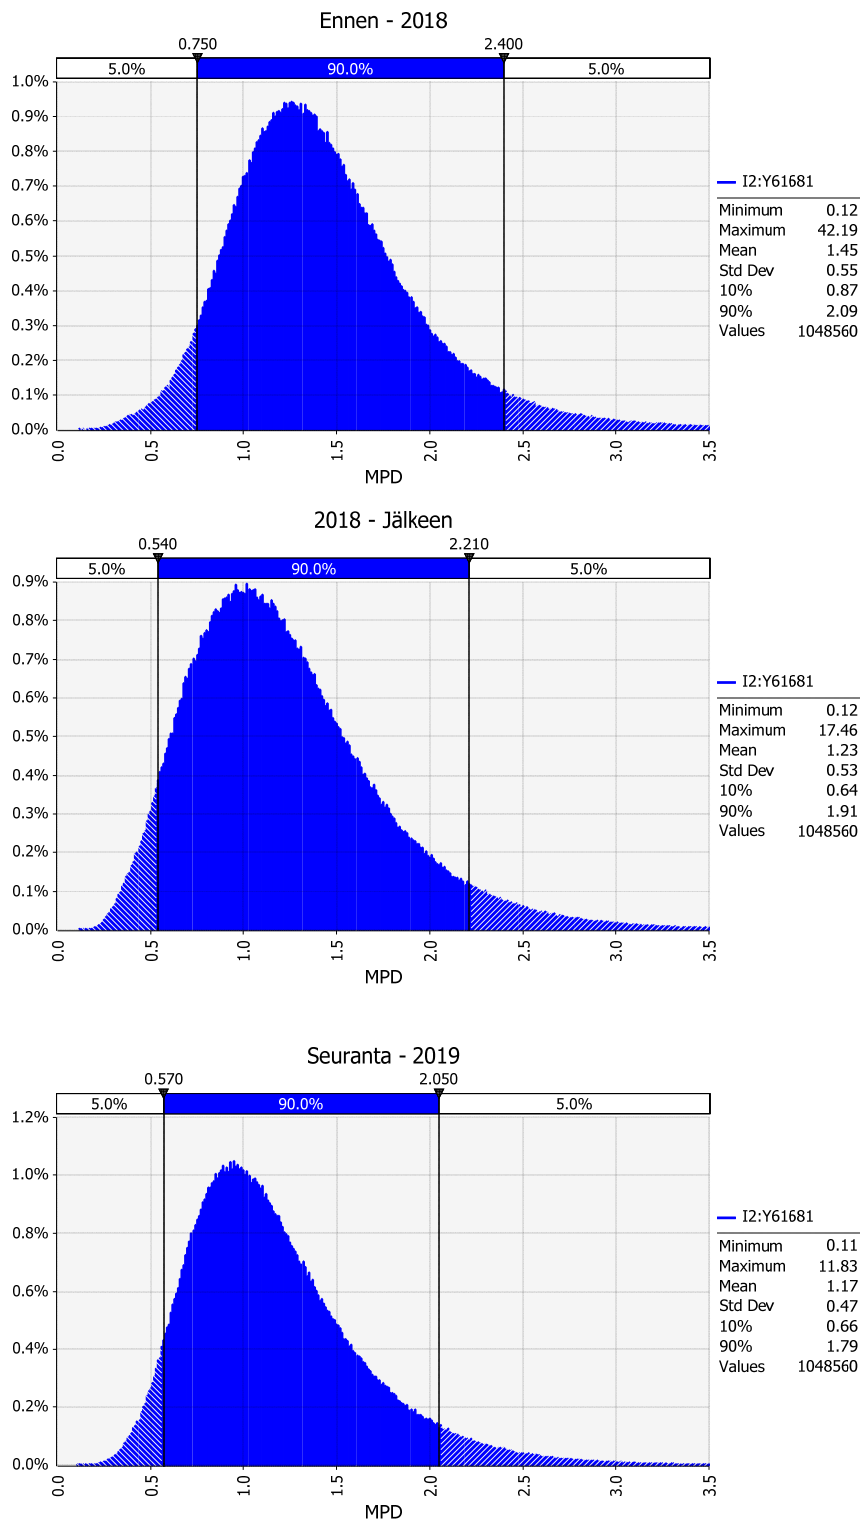 Ennen - 2018
0.750 2.400
5.0% 90.0% 5.0%
1.0%
0.9%
0.8%
0.7%
0.6%
0.5%
0.4%
0.3%
0.2%
0.1%
0.0%
0.0 0.5 1.0 1.5 2.0 2.5 3.0 3.5
MPD
I2:Y61681
Minimum 0.12
Maximum 42.19
Mean 1.45
Std Dev 0.55
10% 0.87
90% 2.09
Values 1048560
2018 - Jälkeen
0.540 2.210
5.0% 90.0% 5.0%
0.9%
0.8%
0.7%
0.6%
0.5%
0.4%
0.3%
0.2%
0.1%
0.0%
0.0 0.5 1.0 1.5 2.0 2.5 3.0 3.5
MPD
I2:Y61681
Minimum 0.12
Maximum 17.46
Mean 1.23
Std Dev 0.53
10% 0.64
90% 1.91
Values 1048560
Seuranta - 2019
0.570 2.050
5.0% 90.0% 5.0%
1.2%
1.0%
0.8%
0.6%
0.4%
0.2%
0.0%
0.0 0.5 1.0 1.5 2.0 2.5 3.0 3.5
MPD
I2:Y61681
Minimum 0.11
Maximum 11.83
Mean 1.17
Std Dev 0.47
10% 0.66
90% 1.79
Values 1048560